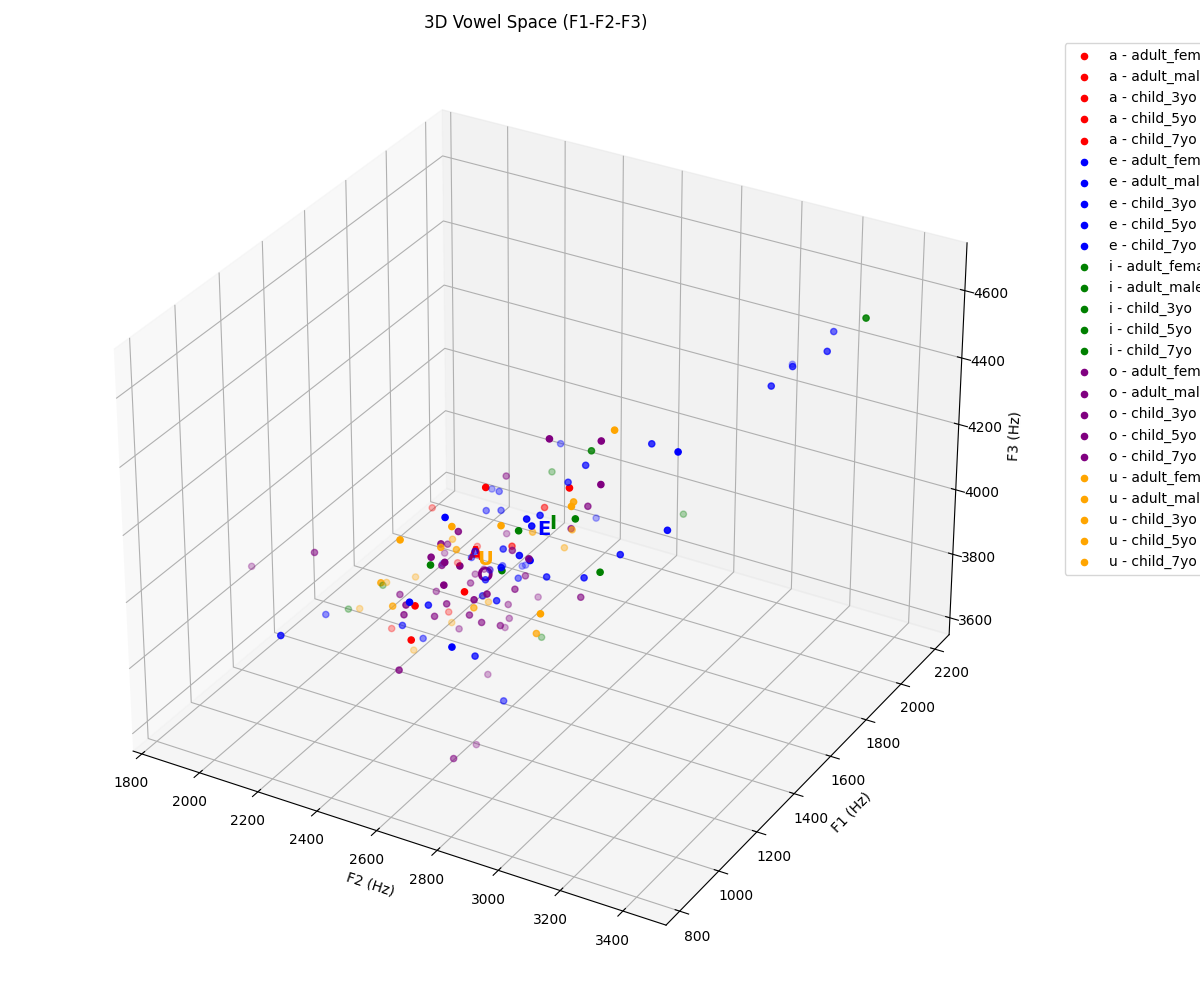 3D Vowel Space (F1-F2-F3)
a - adult_fem
a - adult_mal
a - child_3yo
a - child_5yo
a - child_7yo
e - adult_fem
e - adult_mal
e - child_3yo
e - child_5yo
e - child_7yo
i - adult_fema
i - adult_male
i - child_3yo
i - child_5yo
i - child_7yo
o - adult_fem
o - adult_mal
o - child_3yo
o - child_5yo
o - child_7yo
u - adult_fem
u - adult_mal
u - child_3yo
u - child_5yo
u - child_7yo
4600
4400
4200
4000
3800
3600
F3 (Hz)
E I
U
O
2200
2000
1800
1600
1400
1200
1000
800
F1 (Hz)
1800
2000
2200
2400
2600
2800
3000
3200
3400
F2 (Hz)